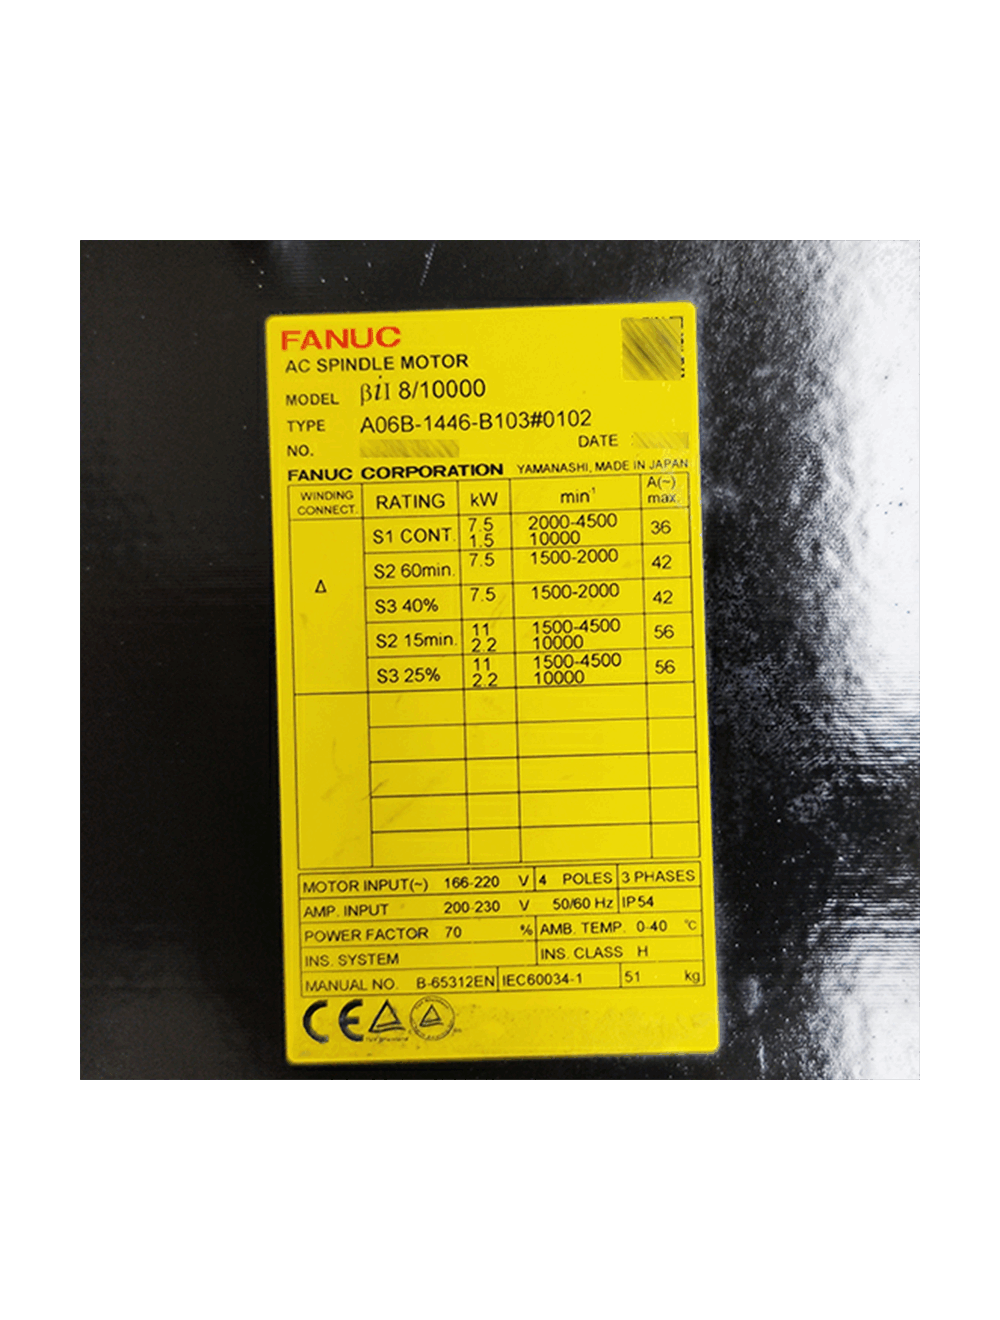 FANUC
AC SPINDLE MOTOR
MODEL βiI 8/10000
TYPE A06B-1446-B103#0102
NO. DATE
FANUC CORPORATION YAMANASHI, MADE IN JAPAN
WINDING CONNECT. RATING kW min⁻¹ A(~) max.
Δ
S1 CONT. 7.5 2000-4500 36
1.5 10000
S2 60min. 7.5 1500-2000 42
S3 40% 7.5 1500-2000 42
S2 15min. 11 1500-4500 56
2.2 10000
S3 25% 11 1500-4500 56
2.2 10000
MOTOR INPUT(~) 166-220 V 4 POLES 3 PHASES
AMP. INPUT 200-230 V 50/60 Hz IP54
POWER FACTOR 70 % AMB. TEMP. 0-40 °C
INS. SYSTEM INS. CLASS H
MANUAL NO. B-65312EN IEC60034-1 51 kg
CE